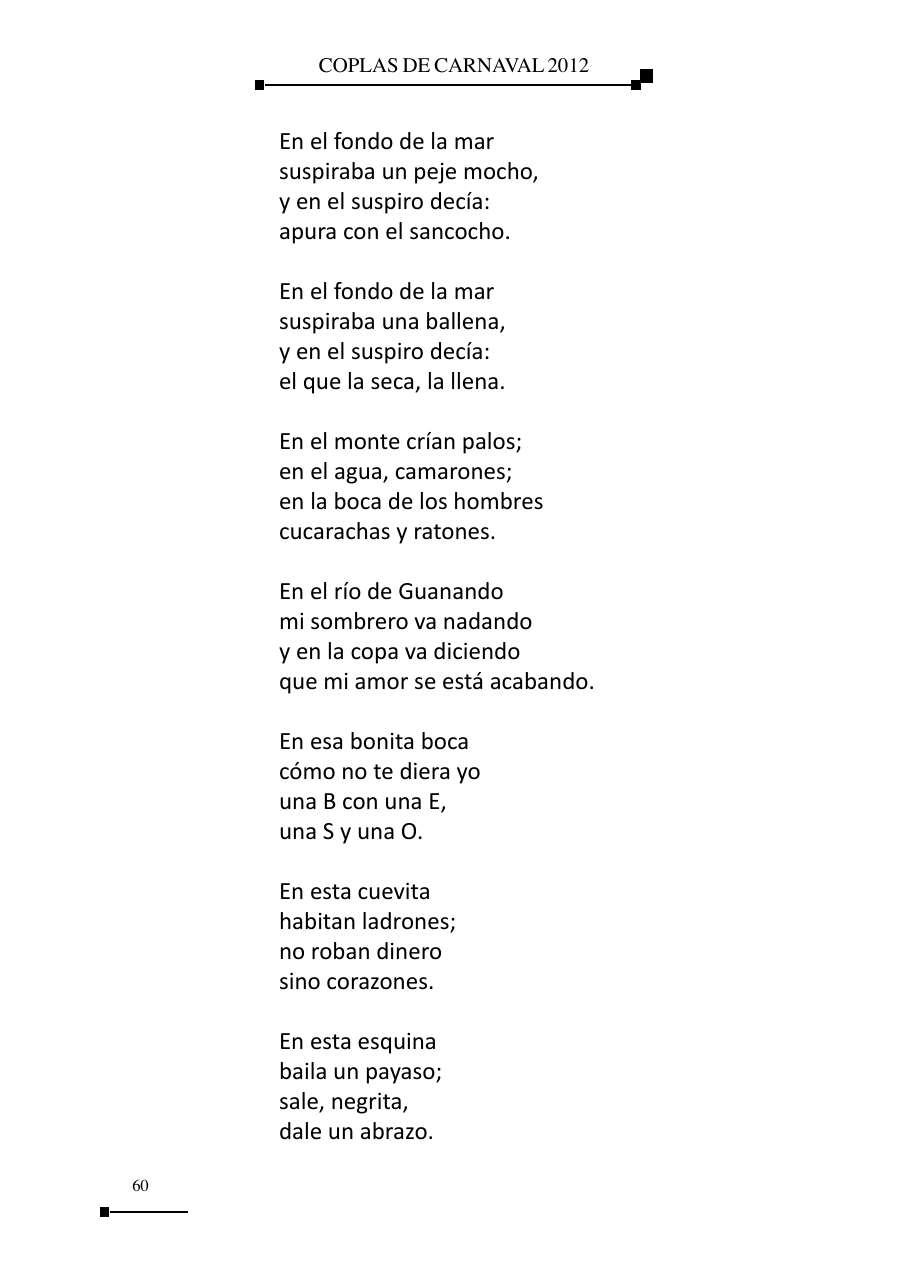 COPLAS DE CARNAVAL 2012
En el fondo de la mar
suspiraba un peje mocho,
y en el suspiro decía:
apura con el sancocho.
En el fondo de la mar
suspiraba una ballena,
y en el suspiro decía:
el que la seca, la llena.
En el monte crían palos;
en el agua, camarones;
en la boca de los hombres
cucarachas y ratones.
En el río de Guanando
mi sombrero va nadando
y en la copa va diciendo
que mi amor se está acabando.
En esa bonita boca
cómo no te diera yo
una B con una E,
una S y una O.
En esta cuevita
habitan ladrones;
no roban dinero
sino corazones.
En esta esquina
baila un payaso;
sale, negrita,
dale un abrazo.
60